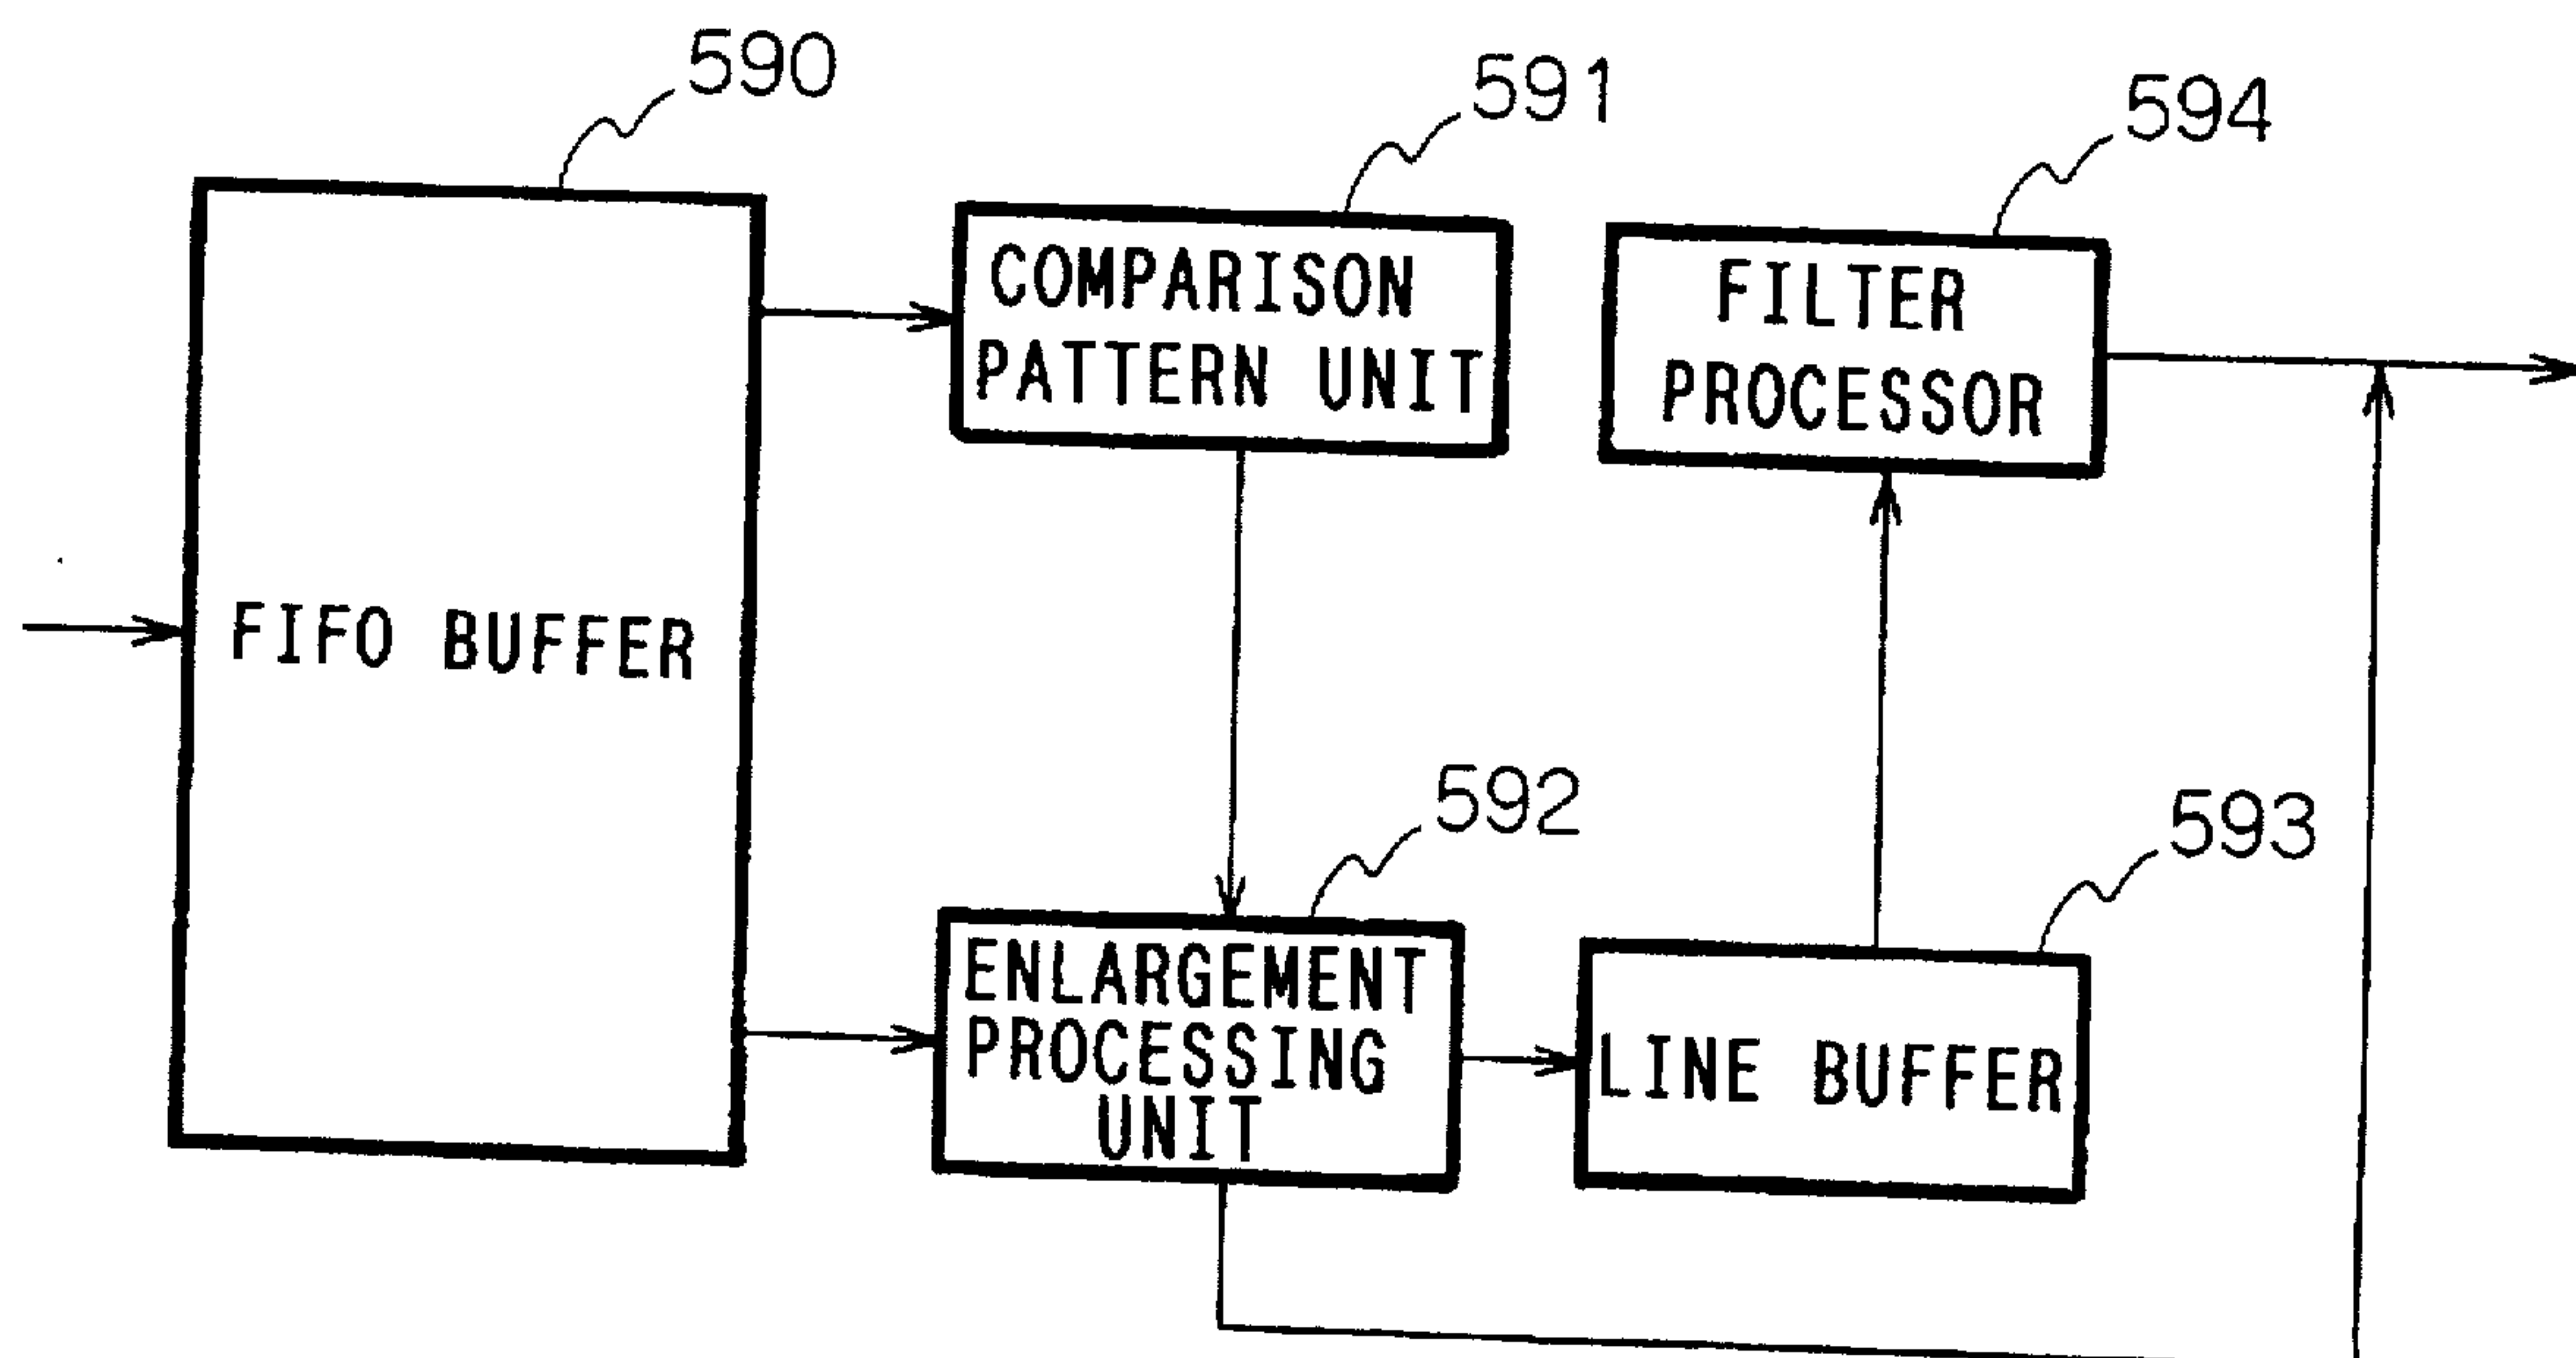 590
591
594
COMPARISON
PATTERN UNIT
FILTER
PROCESSOR
FIFO BUFFER
592
593
ENLARGEMENT
PROCESSING
UNIT
LINE BUFFER